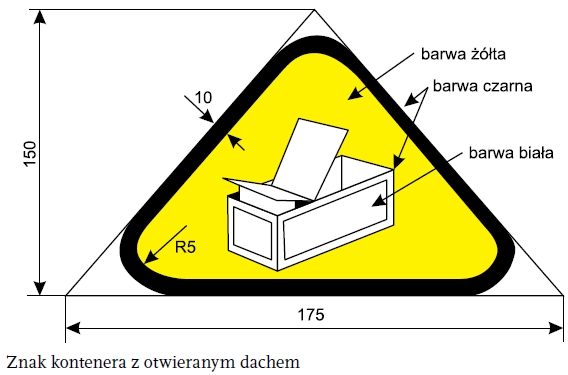 barwa żółta
barwa czarna
10
barwa biała
150
R5
175
Znak kontenera z otwieranym dachem